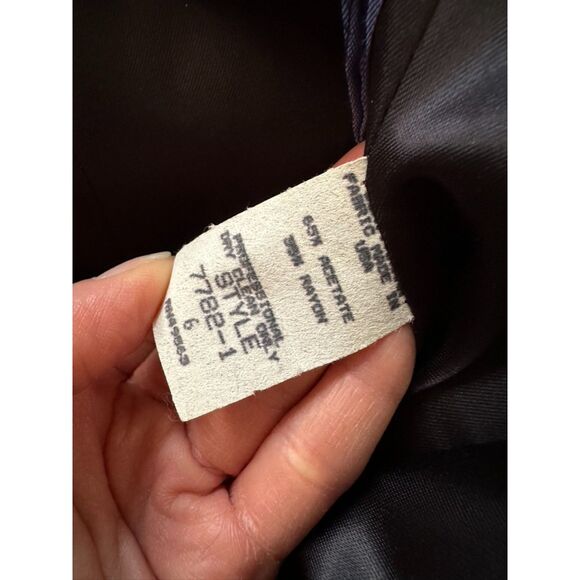 FABRIC MADE IN
USA
65% ACETATE
35% RAYON
PROFESSIONAL
DRY CLEAN ONLY
STYLE
7782-1
6